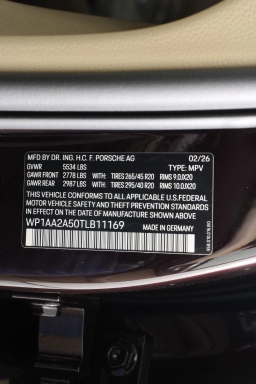 MFD BY DR. ING. H.C. F. PORSCHE AG 02/26
GVWR 5534 LBS TYPE: MPV
GAWR FRONT 2778 LBS WITH: TIRES 265/45 R20 RIMS 9.0JX20
GAWR REAR 2987 LBS WITH: TIRES 295/40 R20 RIMS 10.0JX20
THIS VEHICLE CONFORMS TO ALL APPLICABLE U.S. FEDERAL
MOTOR VEHICLE SAFETY AND THEFT PREVENTION STANDARDS
IN EFFECT ON THE DATE OF MANUFACTURE SHOWN ABOVE.
WP1AA2A50TLB11169 MADE IN GERMANY